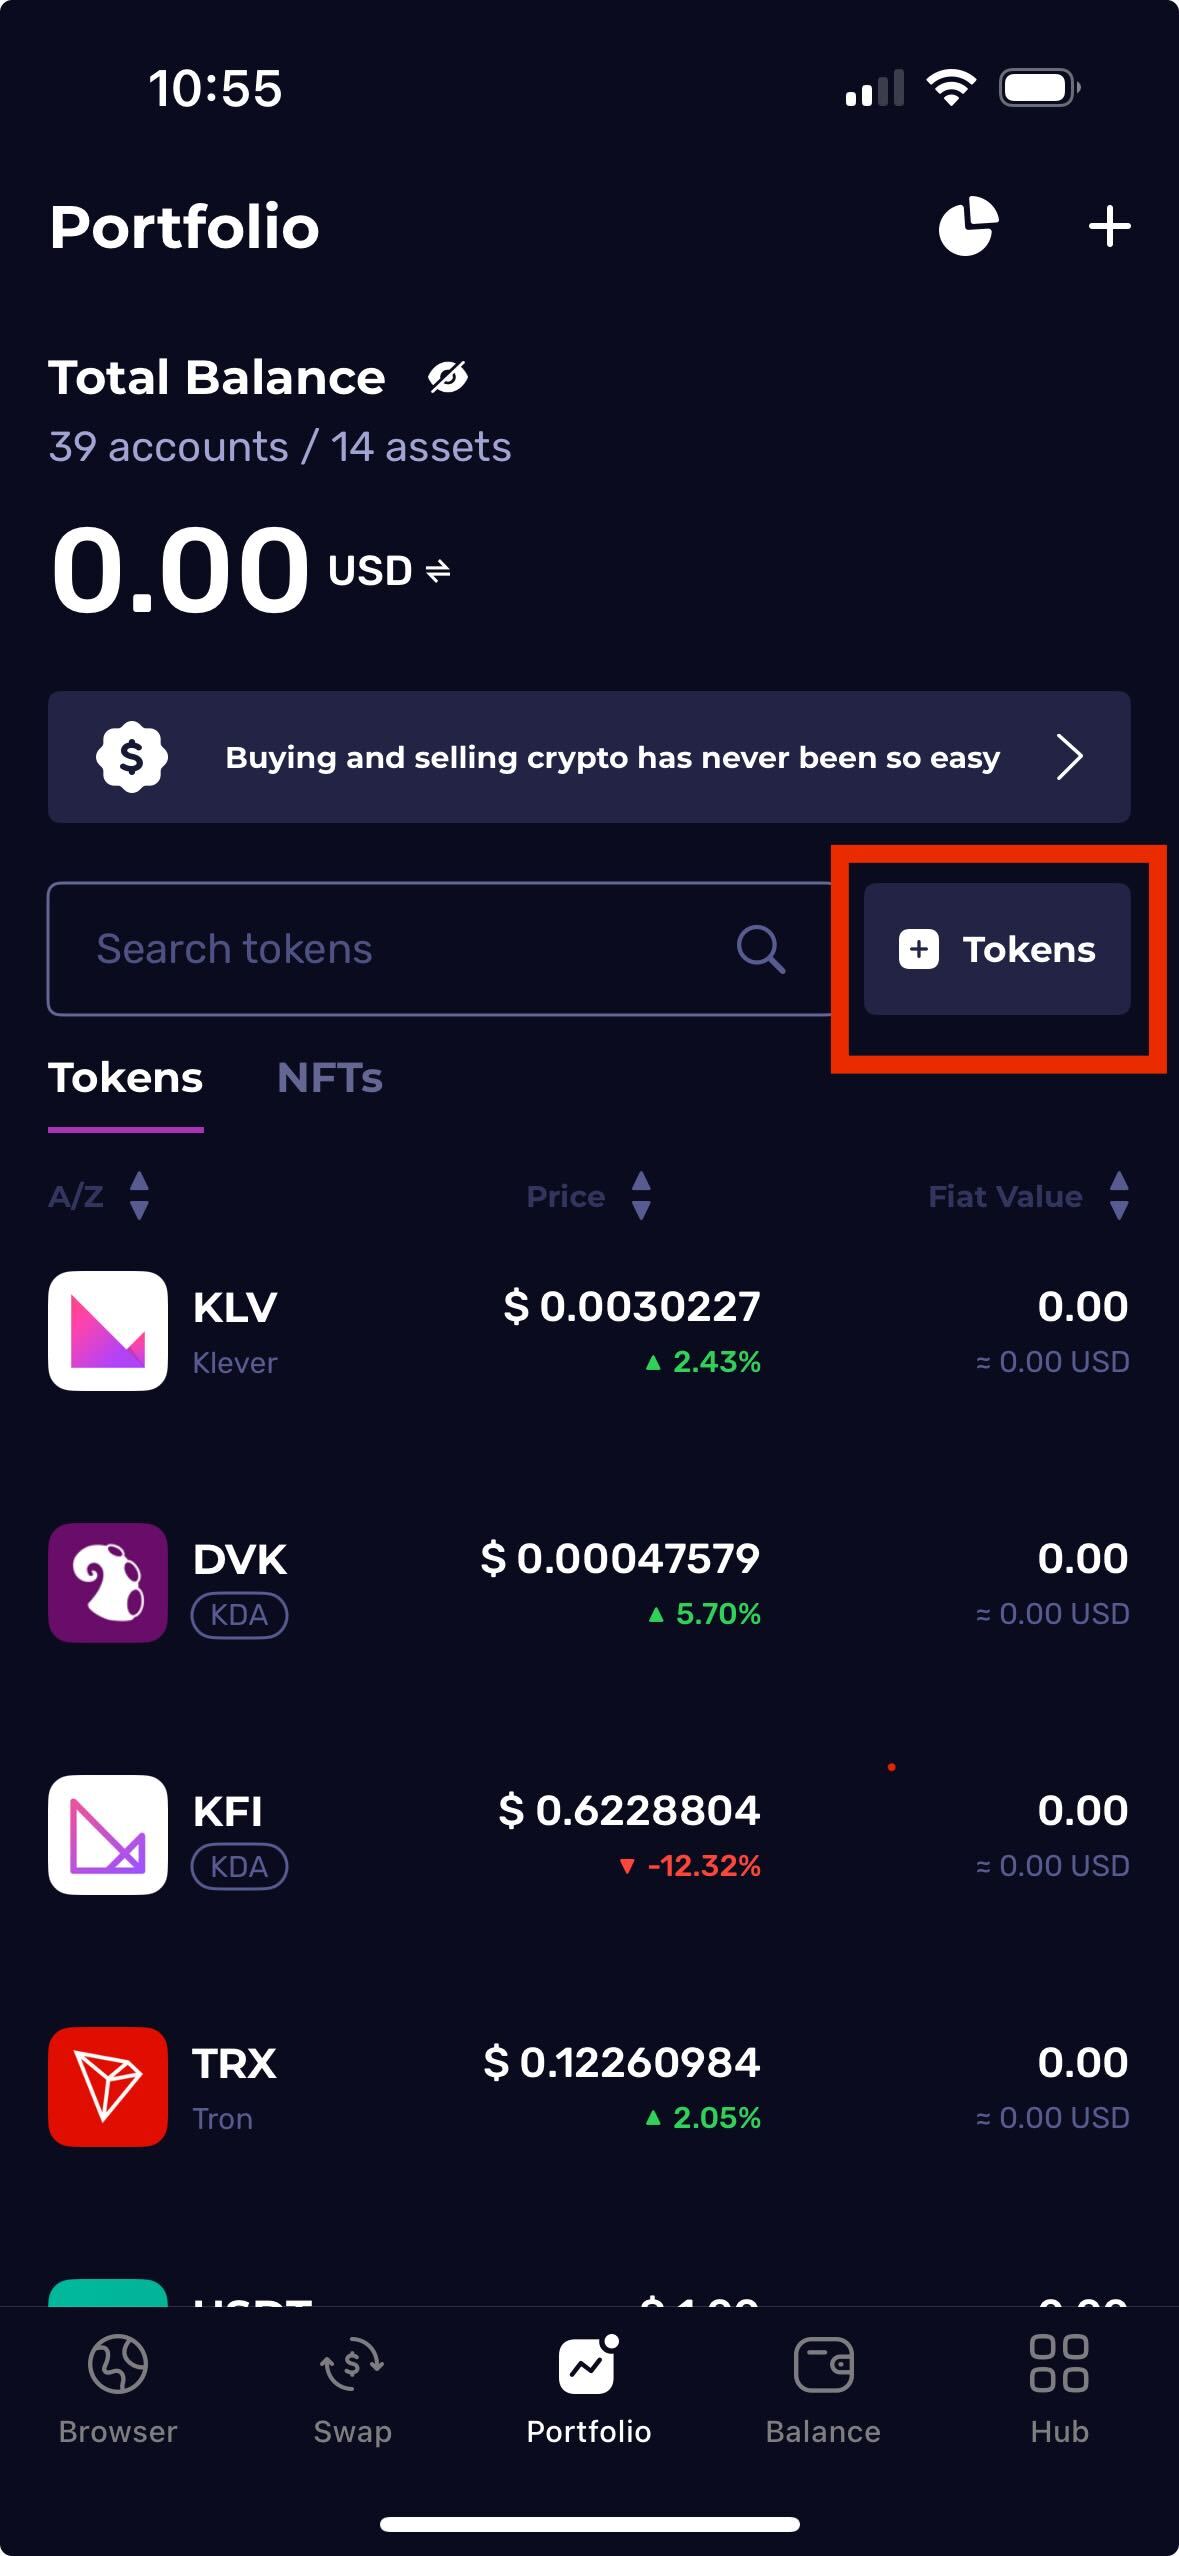 10:55
Portfolio
Total Balance
39 accounts / 14 assets
0.00 USD
Buying and selling crypto has never been so easy
Search tokens
Tokens
Tokens NFTs
A/Z Price Fiat Value
KLV $ 0.0030227 0.00
Klever 2.43% ≈ 0.00 USD
DVK $ 0.00047579 0.00
KDA 5.70% ≈ 0.00 USD
KFI $ 0.6228804 0.00
KDA -12.32% ≈ 0.00 USD
TRX $ 0.12260984 0.00
Tron 2.05% ≈ 0.00 USD
Browser Swap Portfolio Balance Hub